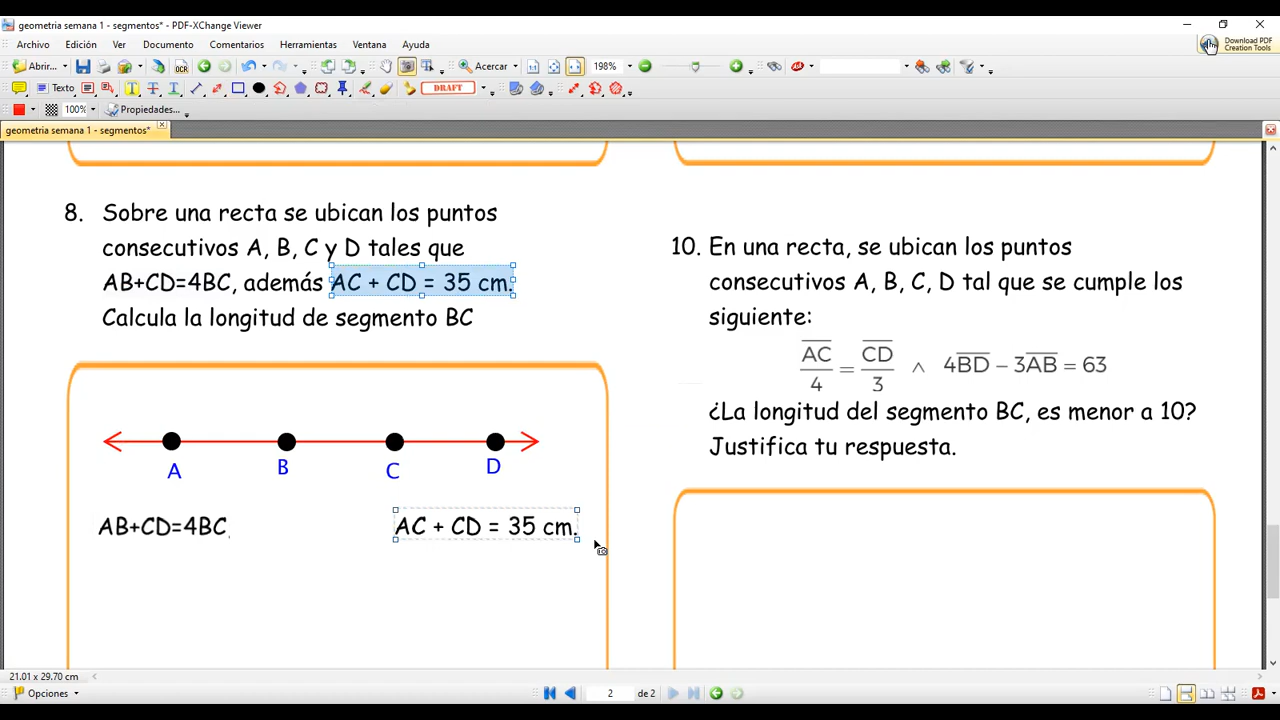 geometria semana 1 - segmentos* - PDF-XChange Viewer
Archivo Edición Ver Documento Comentarios Herramientas Ventana Ayuda
Download PDF
Creation Tools
Abrir... OCR Acercar 198%
Texto DRAFT
100% Propiedades...
geometria semana 1 - segmentos*
8. Sobre una recta se ubican los puntos
consecutivos A, B, C y D tales que
AB+CD=4BC, además AC + CD = 35 cm.
Calcula la longitud de segmento BC
A B C D
AB+CD=4BC, AC + CD = 35 cm.
10. En una recta, se ubican los puntos
consecutivos A, B, C, D tal que se cumple los
siguiente:
AC/4 = CD/3 ∧ 4BD – 3AB = 63
¿La longitud del segmento BC, es menor a 10?
Justifica tu respuesta.
21.01 x 29.70 cm
Opciones 2 de 2